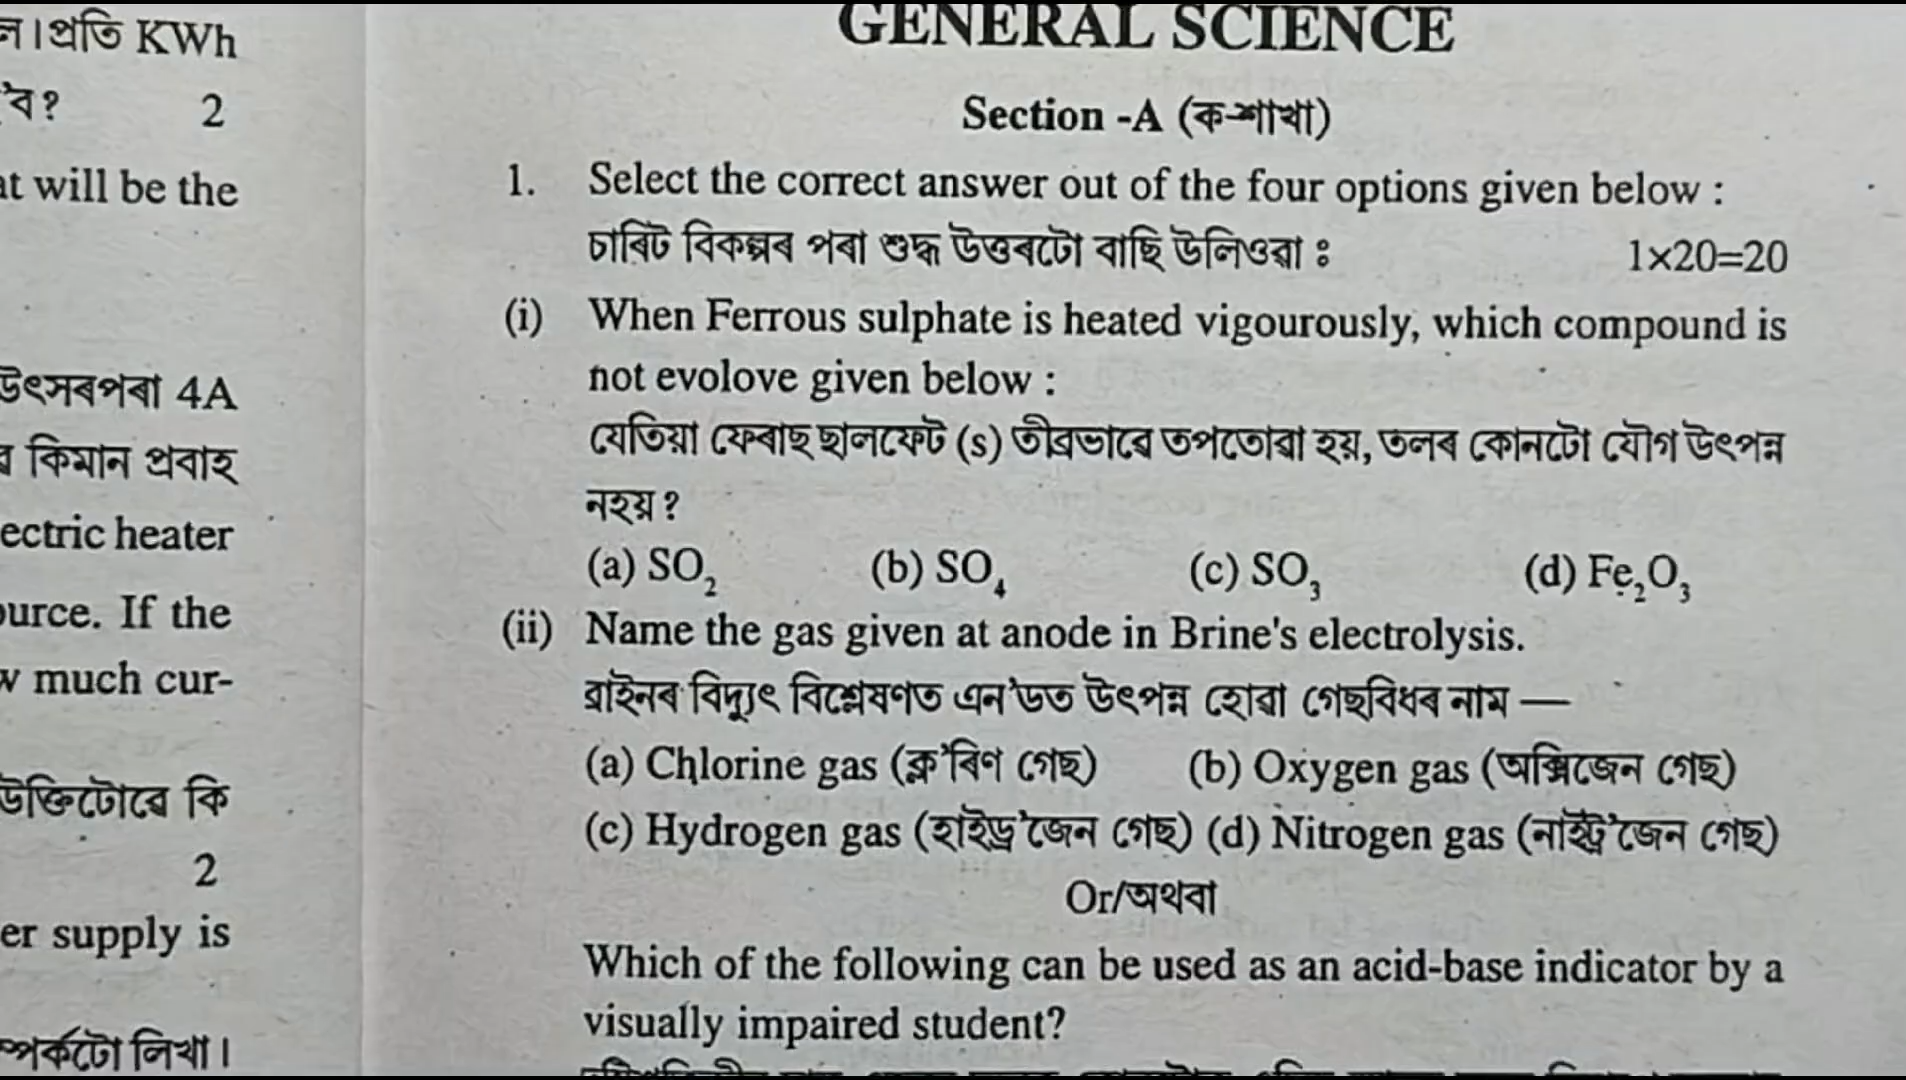 ন।প্ৰতি KWh
'ব? 2
at will be the
উৎসৰপৰা 4A
ৱ কিমান প্ৰবাহ
ectric heater
ource. If the
w much cur-
উক্তিটোৱে কি
2
er supply is
ম্পৰ্কটো লিখা।
GENERAL SCIENCE
Section -A (ক-শাখা)
1. Select the correct answer out of the four options given below :
চাৰিটা বিকল্পৰ পৰা শুদ্ধ উত্তৰটো বাছি উলিওৱা ঃ 1×20=20
(i) When Ferrous sulphate is heated vigourously, which compound is
not evolove given below :
যেতিয়া ফেৰাছ ছালফেট (s) তীব্ৰভাৱে তপতোৱা হয়, তলৰ কোনটো যৌগ উৎপন্ন
নহয়?
(a) SO₂ (b) SO₄ (c) SO₃ (d) Fe₂O₃
(ii) Name the gas given at anode in Brine's electrolysis.
ব্ৰাইনৰ বিদ্যুৎ বিশ্লেষণত এন'ডত উৎপন্ন হোৱা গেছবিধৰ নাম —
(a) Chlorine gas (ক্ল'ৰিণ গেছ) (b) Oxygen gas (অক্সিজেন গেছ)
(c) Hydrogen gas (হাইড্ৰ'জেন গেছ) (d) Nitrogen gas (নাইট্ৰ'জেন গেছ)
Or/অথবা
Which of the following can be used as an acid-base indicator by a
visually impaired student?